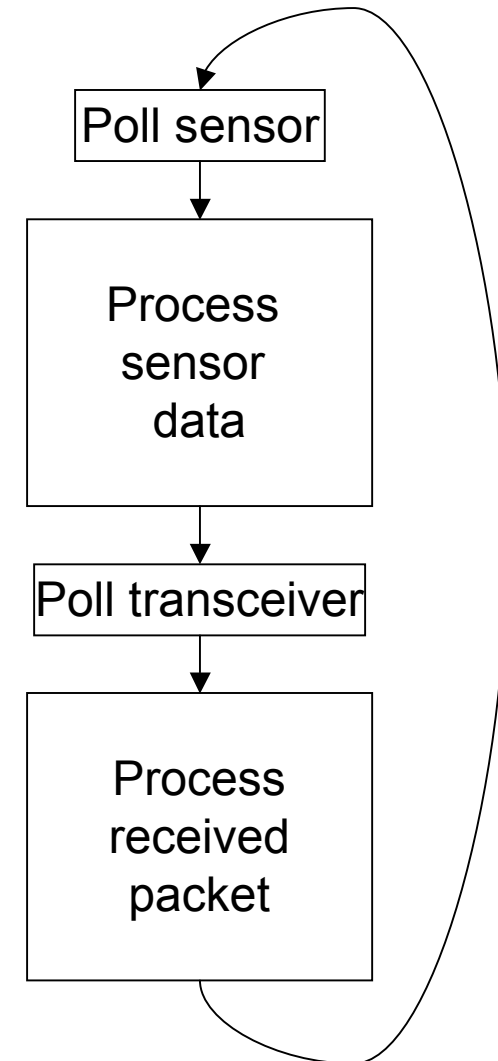 Poll sensor
Process
sensor
data
Poll transceiver
Process
received
packet